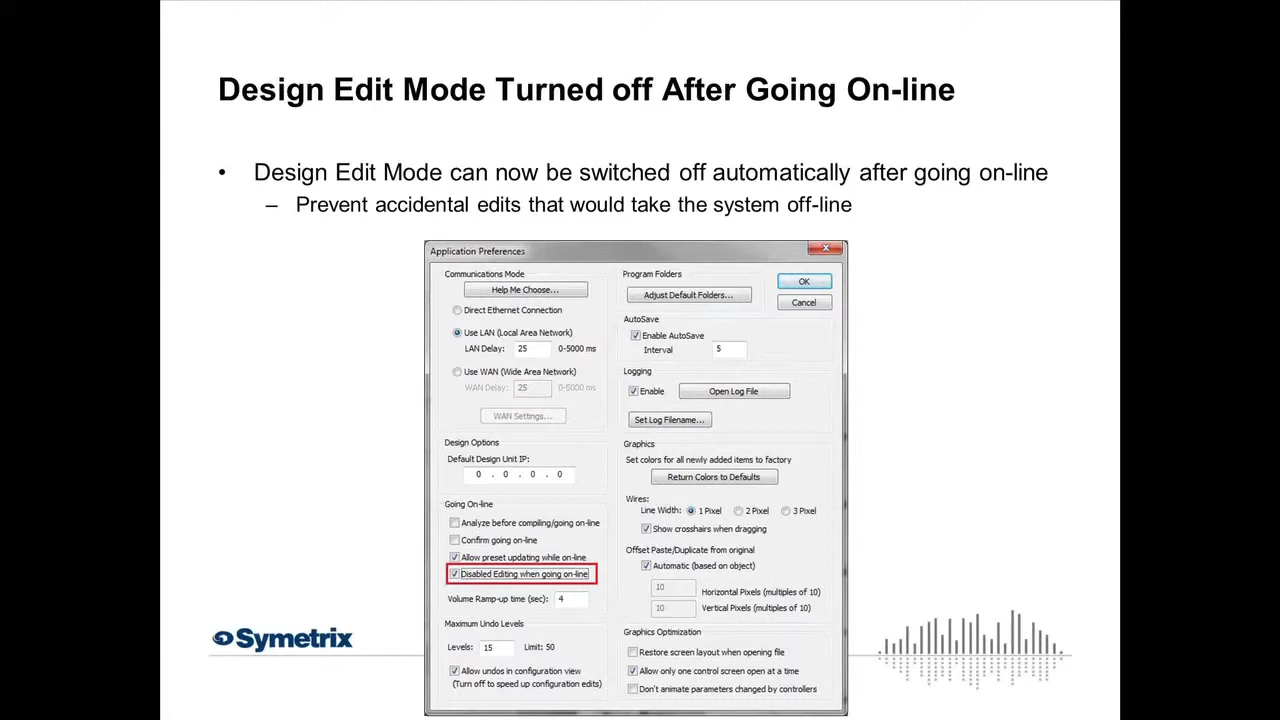 Design Edit Mode Turned off After Going On-line
• Design Edit Mode can now be switched off automatically after going on-line
– Prevent accidental edits that would take the system off-line
Application Preferences
Communications Mode
Help Me Choose...
Direct Ethernet Connection
Use LAN (Local Area Network)
LAN Delay: 25 0-5000 ms
Use WAN (Wide Area Network)
WAN Delay: 25 0-5000 ms
WAN Settings...
Design Options
Default Design Unit IP:
0 . 0 . 0 . 0
Going On-line
Analyze before compiling/going on-line
Confirm going on-line
Allow preset updating while on-line
Disabled Editing when going on-line
Volume Ramp-up time (sec): 4
Maximum Undo Levels
Levels: 15 Limit: 50
Allow undos in configuration view
(Turn off to speed up configuration edits)
Program Folders
Adjust Default Folders...
OK
Cancel
AutoSave
Enable AutoSave
Interval 5
Logging
Enable Open Log File
Set Log Filename...
Graphics
Set colors for all newly added items to factory
Return Colors to Defaults
Wires:
Line Width: 1 Pixel 2 Pixel 3 Pixel
Show crosshairs when dragging
Offset Paste/Duplicate from original
Automatic (based on object)
10 Horizontal Pixels (multiples of 10)
10 Vertical Pixels (multiples of 10)
Graphics Optimization
Restore screen layout when opening file
Allow only one control screen open at a time
Don't animate parameters changed by controllers
Symetrix